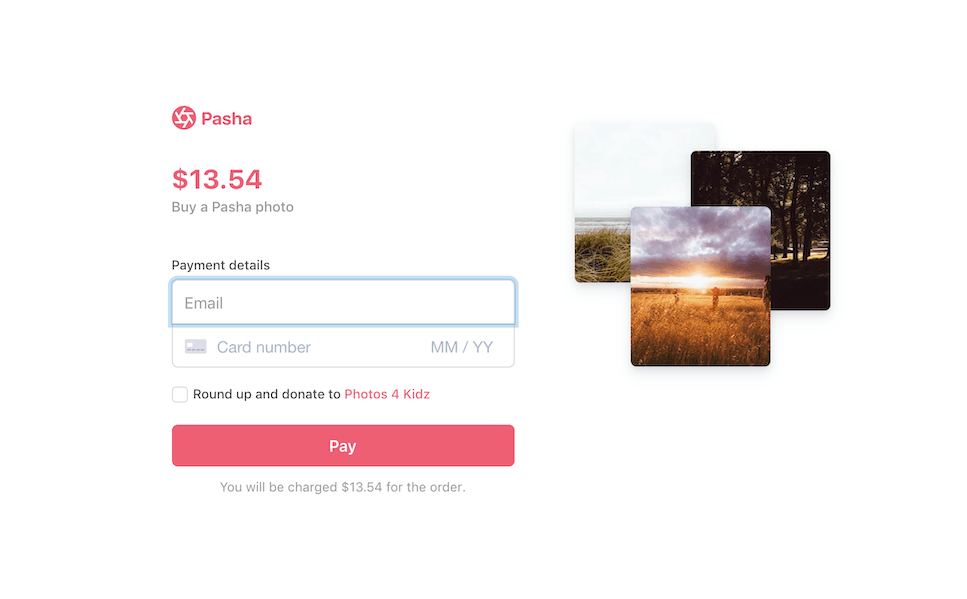 Pasha
$13.54
Buy a Pasha photo
Payment details
Email
Card number MM / YY
Round up and donate to Photos 4 Kidz
Pay
You will be charged $13.54 for the order.